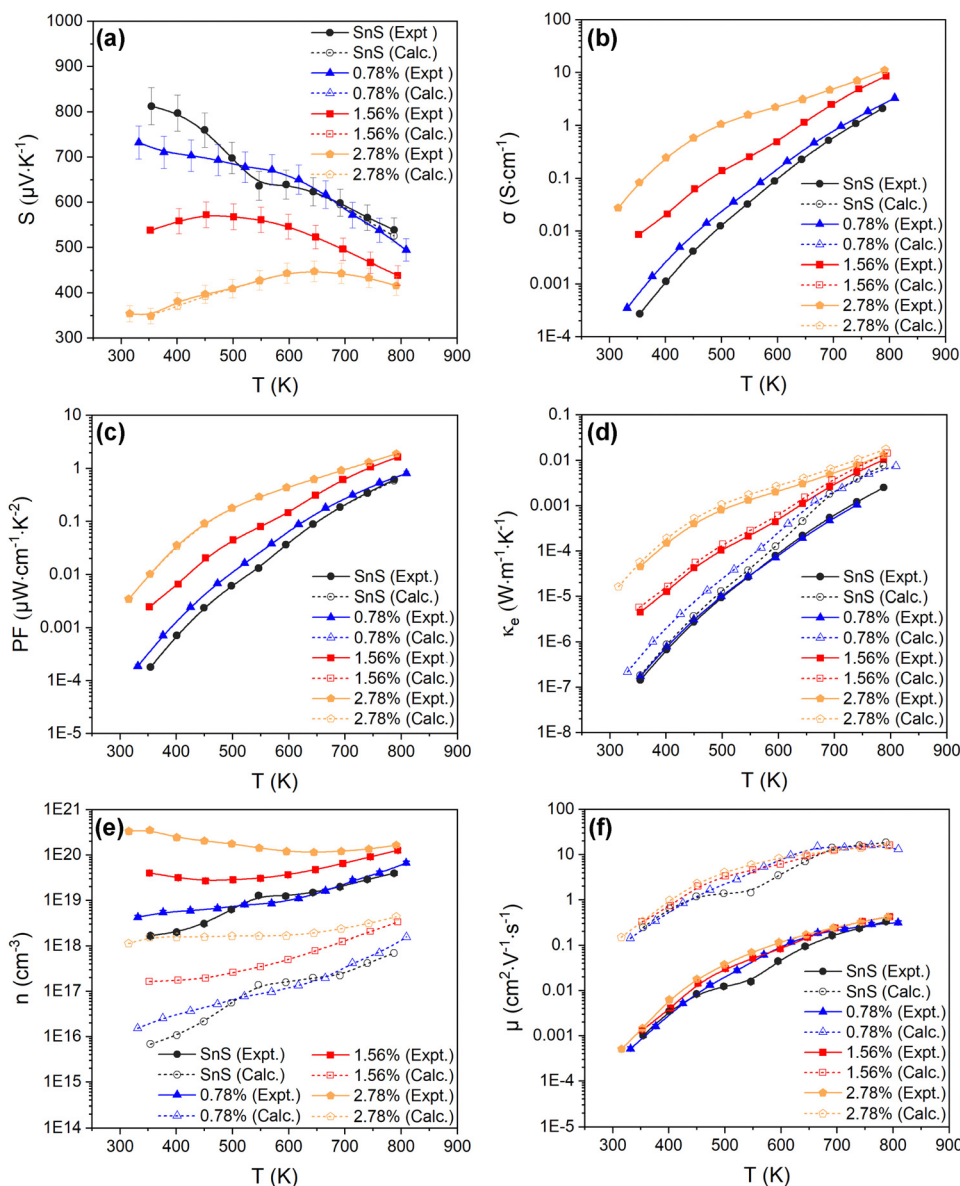 (a)
1000
900
800
700
600
500
400
300
S (µV·K⁻¹)
SnS (Expt )
SnS (Calc.)
0.78% (Expt )
0.78% (Calc.)
1.56% (Expt )
1.56% (Calc.)
2.78% (Expt )
2.78% (Calc.)
300 400 500 600 700 800 900
T (K)
(b)
100
10
1
0.1
0.01
0.001
1E-4
σ (S·cm⁻¹)
SnS (Expt.)
SnS (Calc.)
0.78% (Expt.)
0.78% (Calc.)
1.56% (Expt.)
1.56% (Calc.)
2.78% (Expt.)
2.78% (Calc.)
300 400 500 600 700 800 900
T (K)
(c)
10
1
0.1
0.01
0.001
1E-4
1E-5
PF (µW·cm⁻¹·K⁻²)
SnS (Expt.)
SnS (Calc.)
0.78% (Expt.)
0.78% (Calc.)
1.56% (Expt.)
1.56% (Calc.)
2.78% (Expt.)
2.78% (Calc.)
300 400 500 600 700 800 900
T (K)
(d)
0.1
0.01
0.001
1E-4
1E-5
1E-6
1E-7
1E-8
κₑ (W·m⁻¹·K⁻¹)
SnS (Expt.)
SnS (Calc.)
0.78% (Expt.)
0.78% (Calc.)
1.56% (Expt.)
1.56% (Calc.)
2.78% (Expt.)
2.78% (Calc.)
300 400 500 600 700 800 900
T (K)
(e)
1E21
1E20
1E19
1E18
1E17
1E16
1E15
1E14
n (cm⁻³)
SnS (Expt.)
SnS (Calc.)
0.78% (Expt.)
0.78% (Calc.)
1.56% (Expt.)
1.56% (Calc.)
2.78% (Expt.)
2.78% (Calc.)
300 400 500 600 700 800 900
T (K)
(f)
100
10
1
0.1
0.01
0.001
1E-4
1E-5
µ (cm²·V⁻¹·s⁻¹)
SnS (Expt.)
SnS (Calc.)
0.78% (Expt.)
0.78% (Calc.)
1.56% (Expt.)
1.56% (Calc.)
2.78% (Expt.)
2.78% (Calc.)
300 400 500 600 700 800 900
T (K)